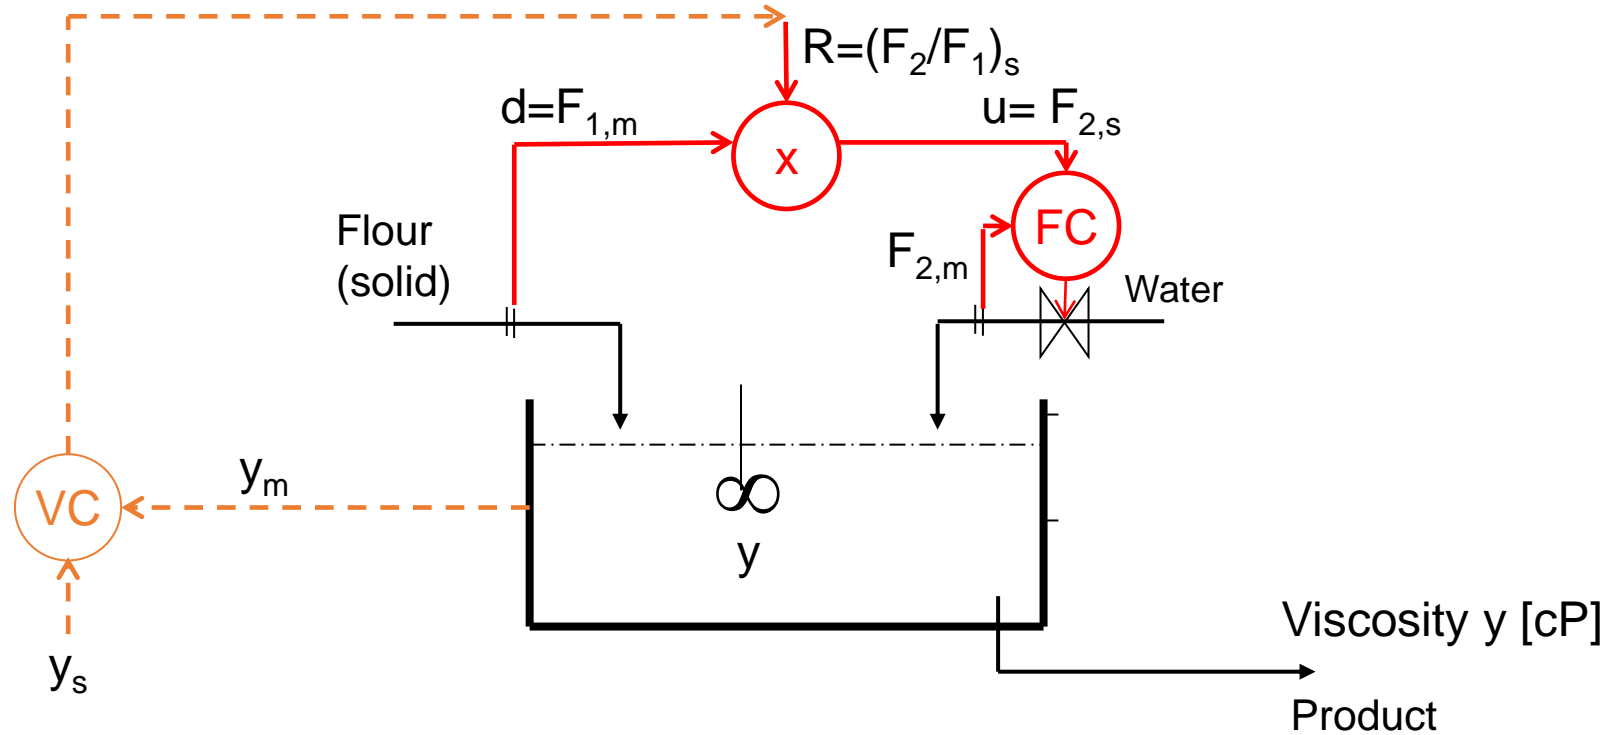 R=(F₂/F₁)ₛ
d=F₁,ₘ
u= F₂,ₛ
x
Flour
(solid)
F₂,ₘ
FC
Water
yₘ
VC
y
yₛ
Viscosity y [cP]
Product